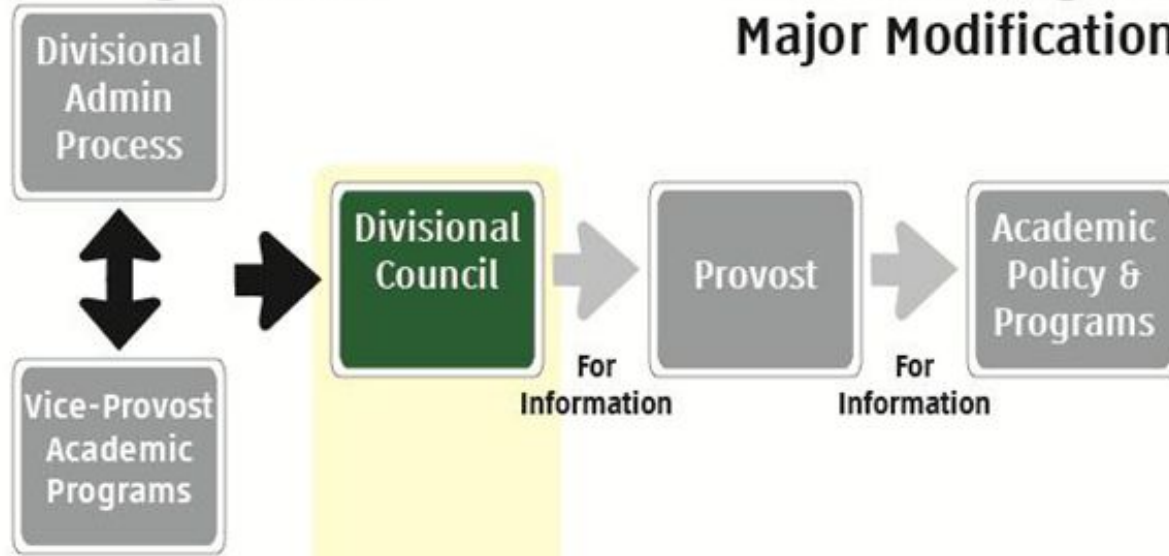 Major Modification
Divisional
Admin
Process
Divisional
Council
Provost
Academic
Policy &
Programs
For
Information
For
Information
Vice-Provost
Academic
Programs